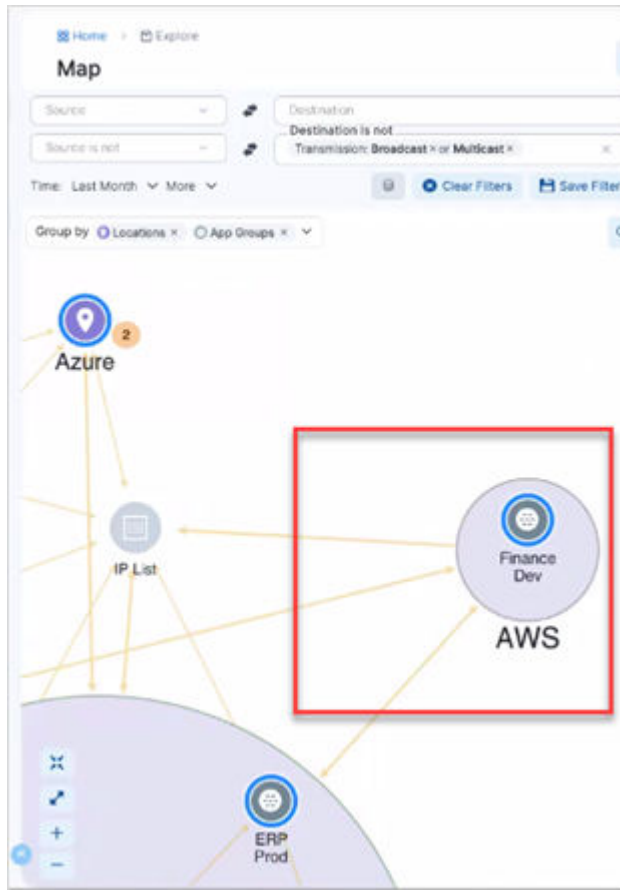 Home › Explore
Map
Source
Destination
Destination is not
Source is not
Transmission: Broadcast × or Multicast ×
Time: Last Month More
Clear Filters
Save Filter
Group by Locations × App Groups ×
2
Azure
IP List
Finance
Dev
AWS
ERP
Prod